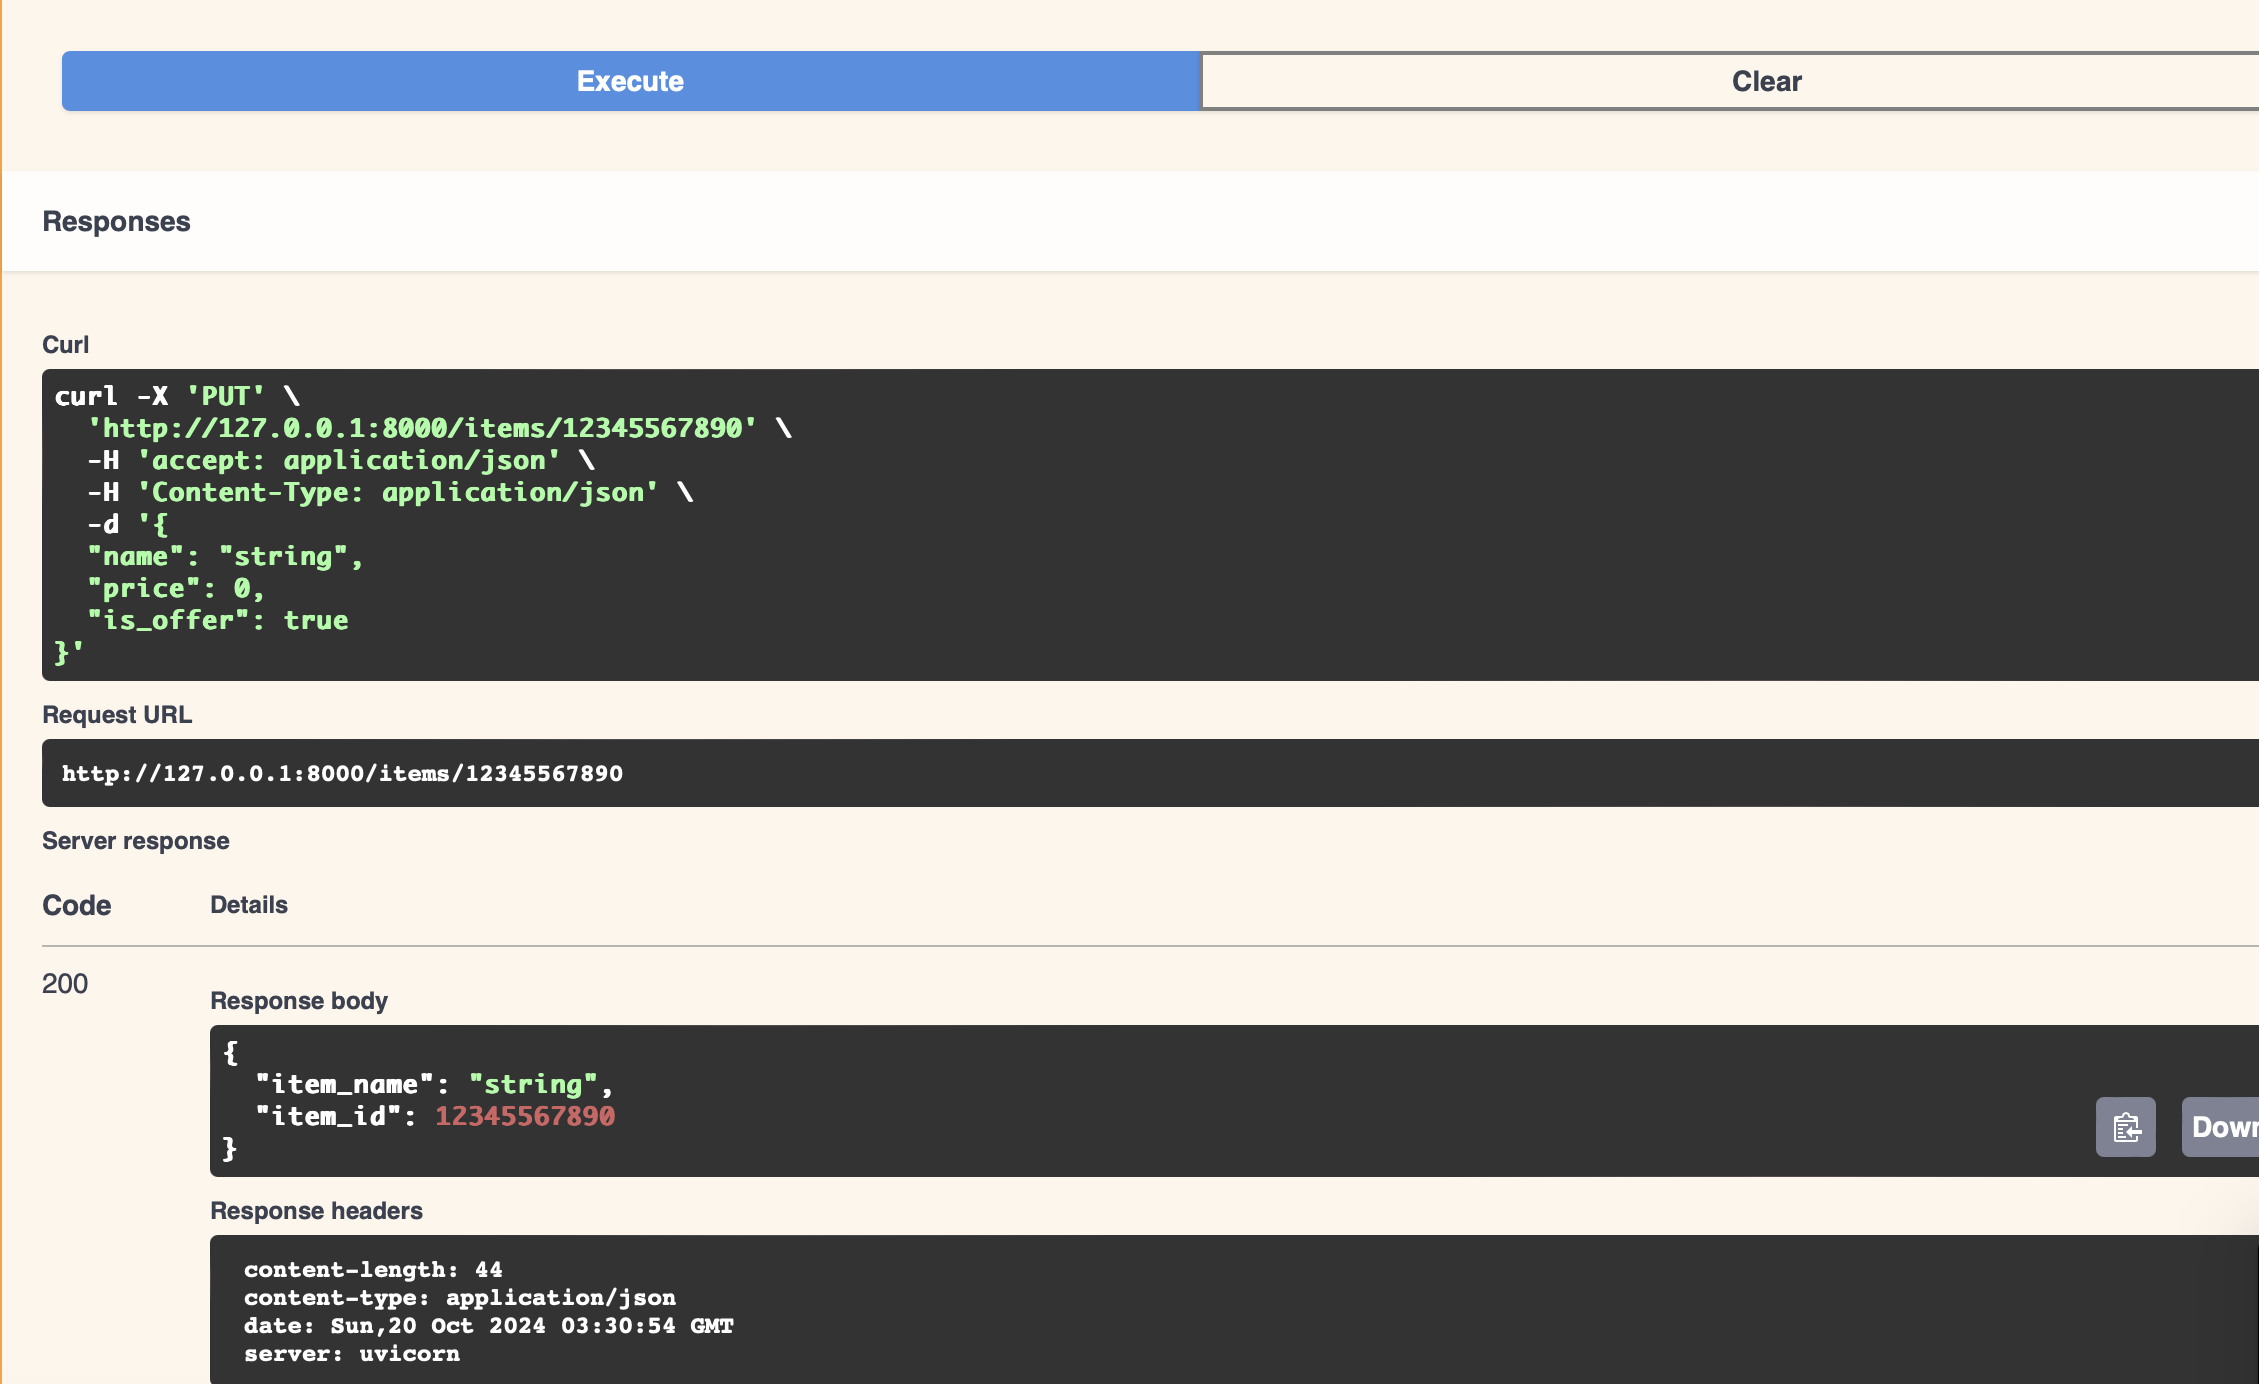 Execute
Clear
Responses
Curl
curl -X 'PUT' \
  'http://127.0.0.1:8000/items/12345567890' \
  -H 'accept: application/json' \
  -H 'Content-Type: application/json' \
  -d '{
  "name": "string",
  "price": 0,
  "is_offer": true
}'
Request URL
http://127.0.0.1:8000/items/12345567890
Server response
Code Details
200
Response body
{
  "item_name": "string",
  "item_id": 12345567890
}
Response headers
content-length: 44
content-type: application/json
date: Sun,20 Oct 2024 03:30:54 GMT
server: uvicorn